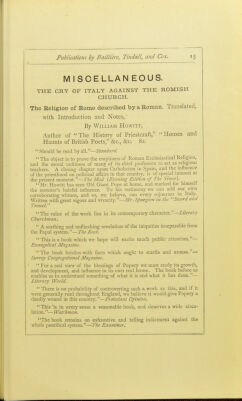 Publications by Baillière, Tindall, and Cox. 15
MISCELLANEOUS.
THE CRY OF ITALY AGAINST THE ROMISH
CHURCH.
The Religion of Rome described by a Roman. Translated,
with Introduction and Notes,
By WILLIAM HOWITT,
Author of "The History of Priestcraft," "Homes and
Haunts of British Poets," &c., &c. 8s.
"Should be read by all."—Standard.
"The object is to prove the emptiness of Roman Ecclesiastical Religion,
and the moral unfitness of many of its chief professors to act as religious
teachers. A closing chapter upon Catholicism in Spain, and the influence
of the priesthood on political affairs in that country, is of special interest at
the present moment."—The Mail (Evening Edition of The Times).
"Mr. Howitt has seen Old Giant Pope at home, and marked for himself
the monster's baleful influence. To his testimony we can add our own
corroborating witness, and so, we believe, can every sojourner in Italy.
Written with great vigour and vivacity."—Mr. Spurgeon in the "Sword and
Trowel."
"The value of the work lies in its contemporary character."—Literary
Churchman.
"A scathing and unflinching revelation of the iniquities inseparable from
the Papal system."—The Rock.
"This is a book which we hope will excite much public attention."—
Evangelical Magazine.
"The book bristles with facts which ought to startle and arouse."—
Surrey Congregational Magazine.
"For a real view of the blessings of Popery we must study its growth,
and development, and influence in its own real home. The book before us
enables us to understand something of what it is and what it has done."—
Literary World.
"There is no probability of controverting such a work as this, and if it
were generally read throughout England, we believe it would give Popery a
deadly wound in this country."—Protestant Opinion.
"This is in every sense a reasonable book, and deserves a wide circu-
lation."—Watchman.
"The book remains an exhaustive and telling indictment against the
whole pontifical system."—The Examiner.